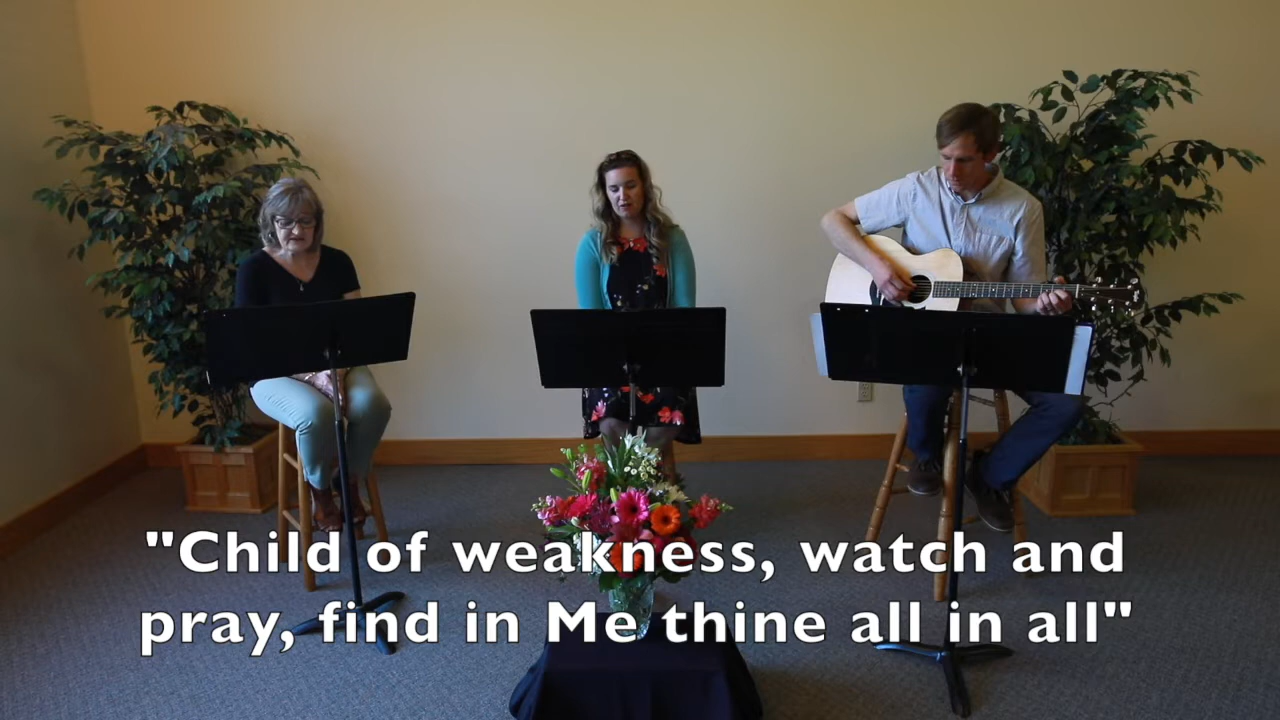 "Child of weakness, watch and
pray, find in Me thine all in all"